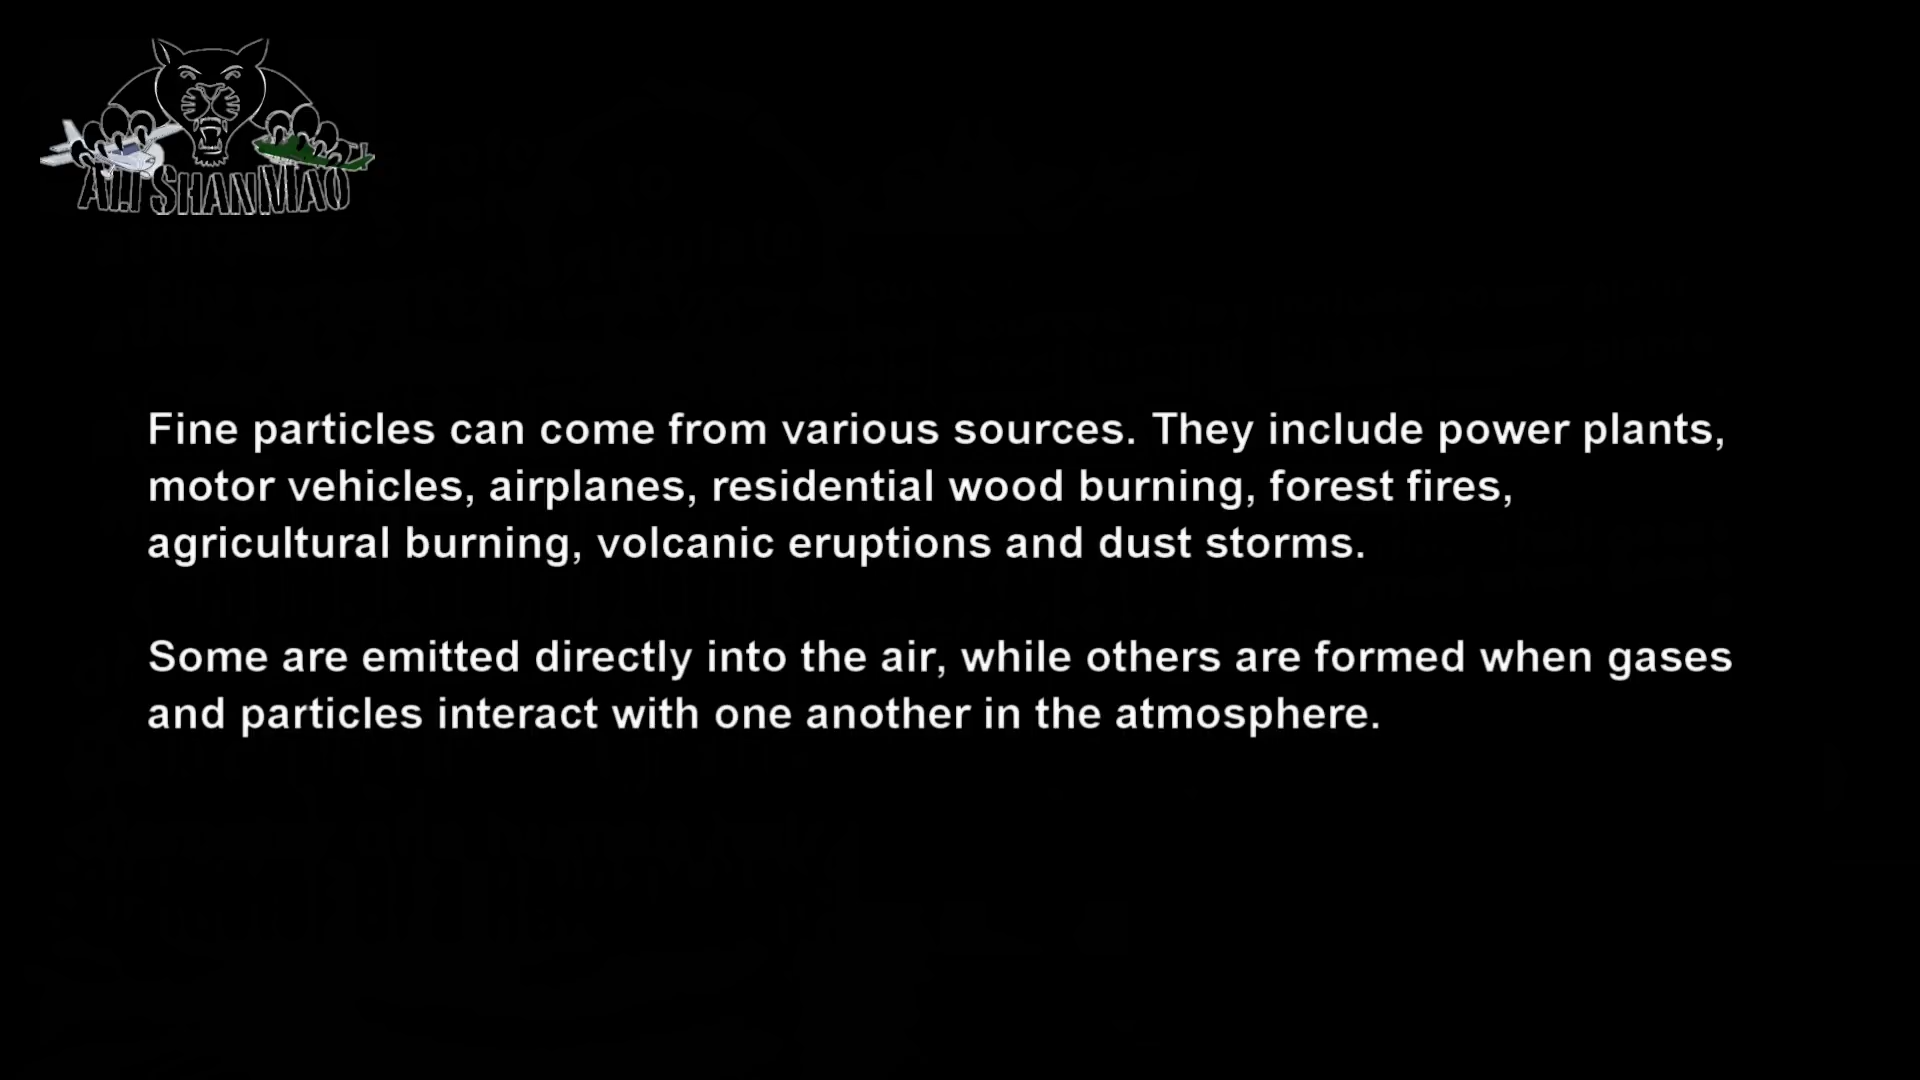 Ali ShanMao
Fine particles can come from various sources. They include power plants,
motor vehicles, airplanes, residential wood burning, forest fires,
agricultural burning, volcanic eruptions and dust storms.
Some are emitted directly into the air, while others are formed when gases
and particles interact with one another in the atmosphere.